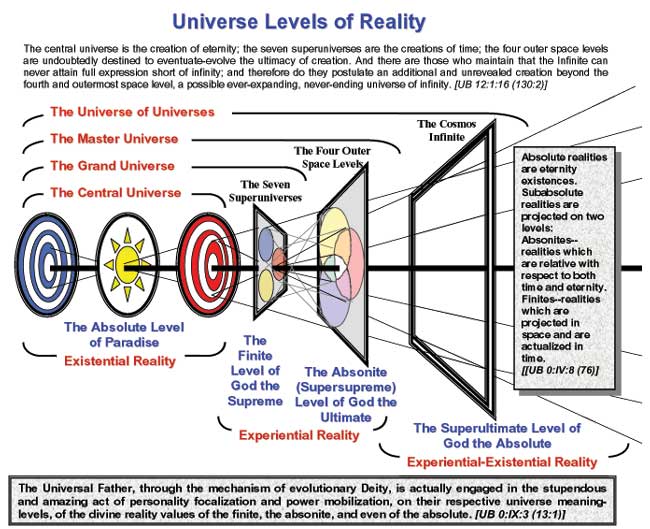 Universe Levels of Reality
The central universe is the creation of eternity; the seven superuniverses are the creations of time; the four outer space levels
are undoubtedly destined to eventuate-evolve the ultimacy of creation. And there are those who maintain that the Infinite can
never attain full expression short of infinity; and therefore do they postulate an additional and unrevealed creation beyond the
fourth and outermost space level, a possible ever-expanding, never-ending universe of infinity. [UB 12:1:16 (130:2)}
The Universe of Universes
The Master Universe
The Grand Universe
The Central Universe
The Seven
Superuniverses
The Four Outer
Space Levels
The Cosmos
Infinite
Absolute realities
are eternity
existences.
Subabsolute
realities are
projected on two
levels:
Absonites--
realities which
are relative with
respect to both
time and eternity.
Finites--realities
which are
projected in
space and are
actualized in
time.
[[UB 0:IV:8 (76)]
The Absolute Level
of Paradise
Existential Reality
The
Finite
Level of
God the
Supreme
The Absonite
(Supersupreme)
Level of God the
Ultimate
Experiential Reality
The Superultimate Level of
God the Absolute
Experiential-Existential Reality
The Universal Father, through the mechanism of evolutionary Deity, is actually engaged in the stupendous
and amazing act of personality focalization and power mobilization, on their respective universe meaning-
levels, of the divine reality values of the finite, the absonite, and even of the absolute. [UB 0:IX:3 (13:1)]